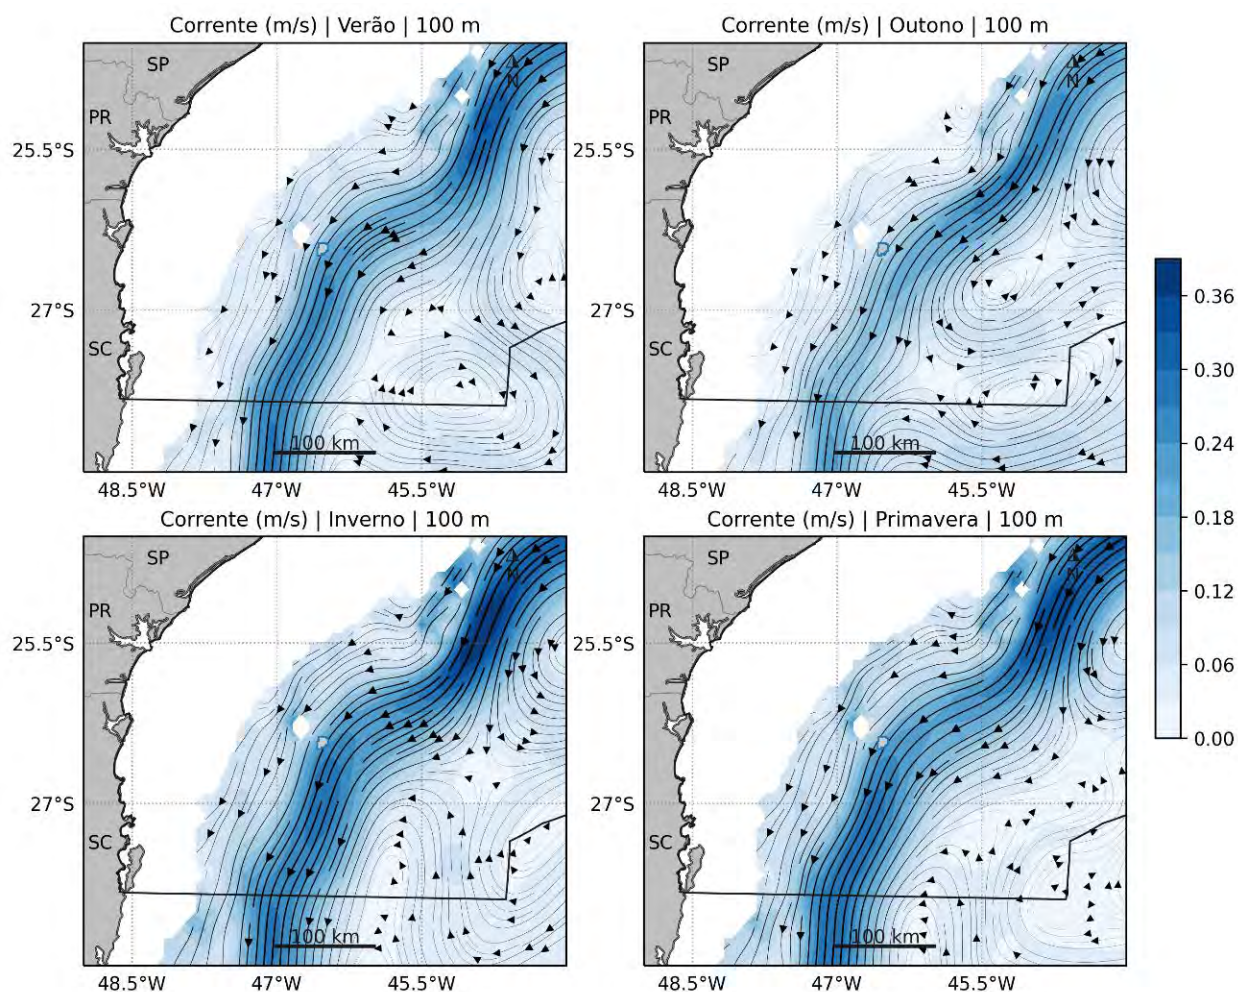 Corrente (m/s) | Verão | 100 m
SP
N
PR
25.5°S
27°S
SC
100 km
48.5°W 47°W 45.5°W
Corrente (m/s) | Outono | 100 m
SP
N
PR
25.5°S
27°S
SC
100 km
48.5°W 47°W 45.5°W
Corrente (m/s) | Inverno | 100 m
SP
N
PR
25.5°S
27°S
SC
100 km
48.5°W 47°W 45.5°W
Corrente (m/s) | Primavera | 100 m
SP
N
PR
25.5°S
27°S
SC
100 km
48.5°W 47°W 45.5°W
0.36
0.30
0.24
0.18
0.12
0.06
0.00